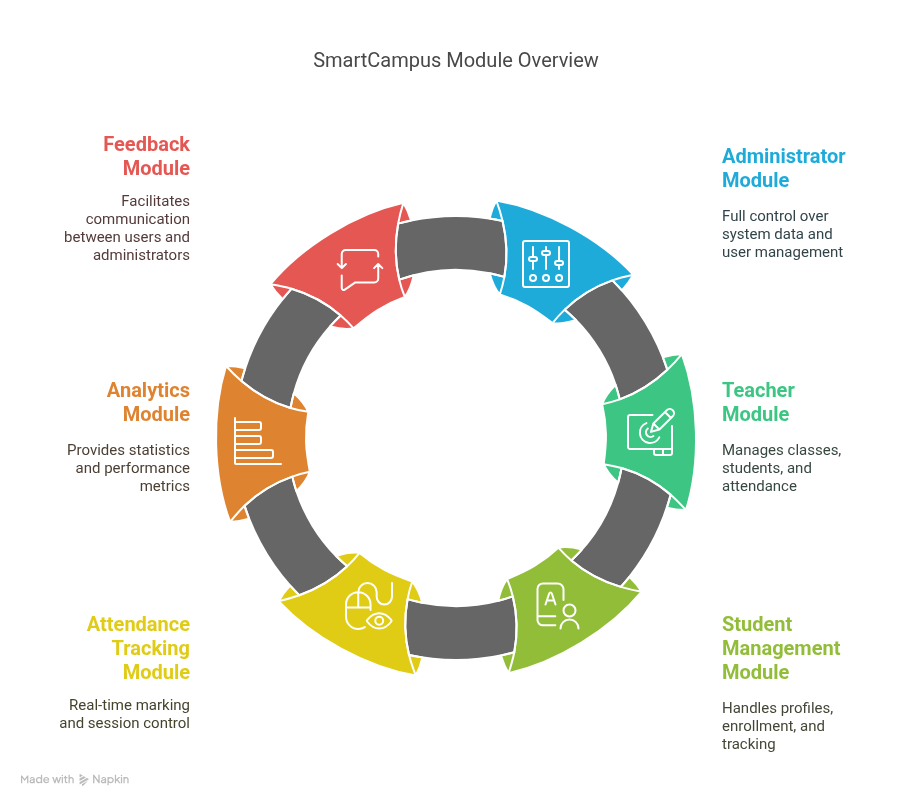 SmartCampus Module Overview
Feedback
Module
Facilitates
communication
between users and
administrators
Administrator
Module
Full control over
system data and
user management
Analytics
Module
Provides statistics
and performance
metrics
Teacher
Module
Manages classes,
students, and
attendance
A
Attendance
Tracking
Module
Real-time marking
and session control
Student
Management
Module
Handles profiles,
enrollment, and
tracking
Made with Napkin